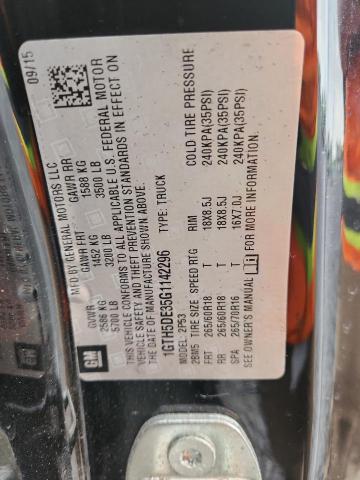 09/15
MFD BY GENERAL MOTORS LLC
GVWR GAWR FRT GAWR RR
2586 KG 1452 KG 1588 KG
5700 LB 3200 LB 3500 LB
THIS VEHICLE CONFORMS TO ALL APPLICABLE U.S. FEDERAL MOTOR
VEHICLE SAFETY AND THEFT PREVENTION STANDARDS IN EFFECT ON
THE DATE OF MANUFACTURE SHOWN ABOVE.
1GTH5DE35G1142296 TYPE: TRUCK
MODEL: 2P53
2BM5 TIRE SIZE SPEED RTG RIM COLD TIRE PRESSURE
FRT 265/60R18 T 18X8.5J 240KPA(35PSI)
RR 265/60R18 T 18X8.5J 240KPA(35PSI)
SPA 265/70R16 T 16X7.0J 240KPA(35PSI)
SEE OWNER'S MANUAL FOR MORE INFORMATION.
GM